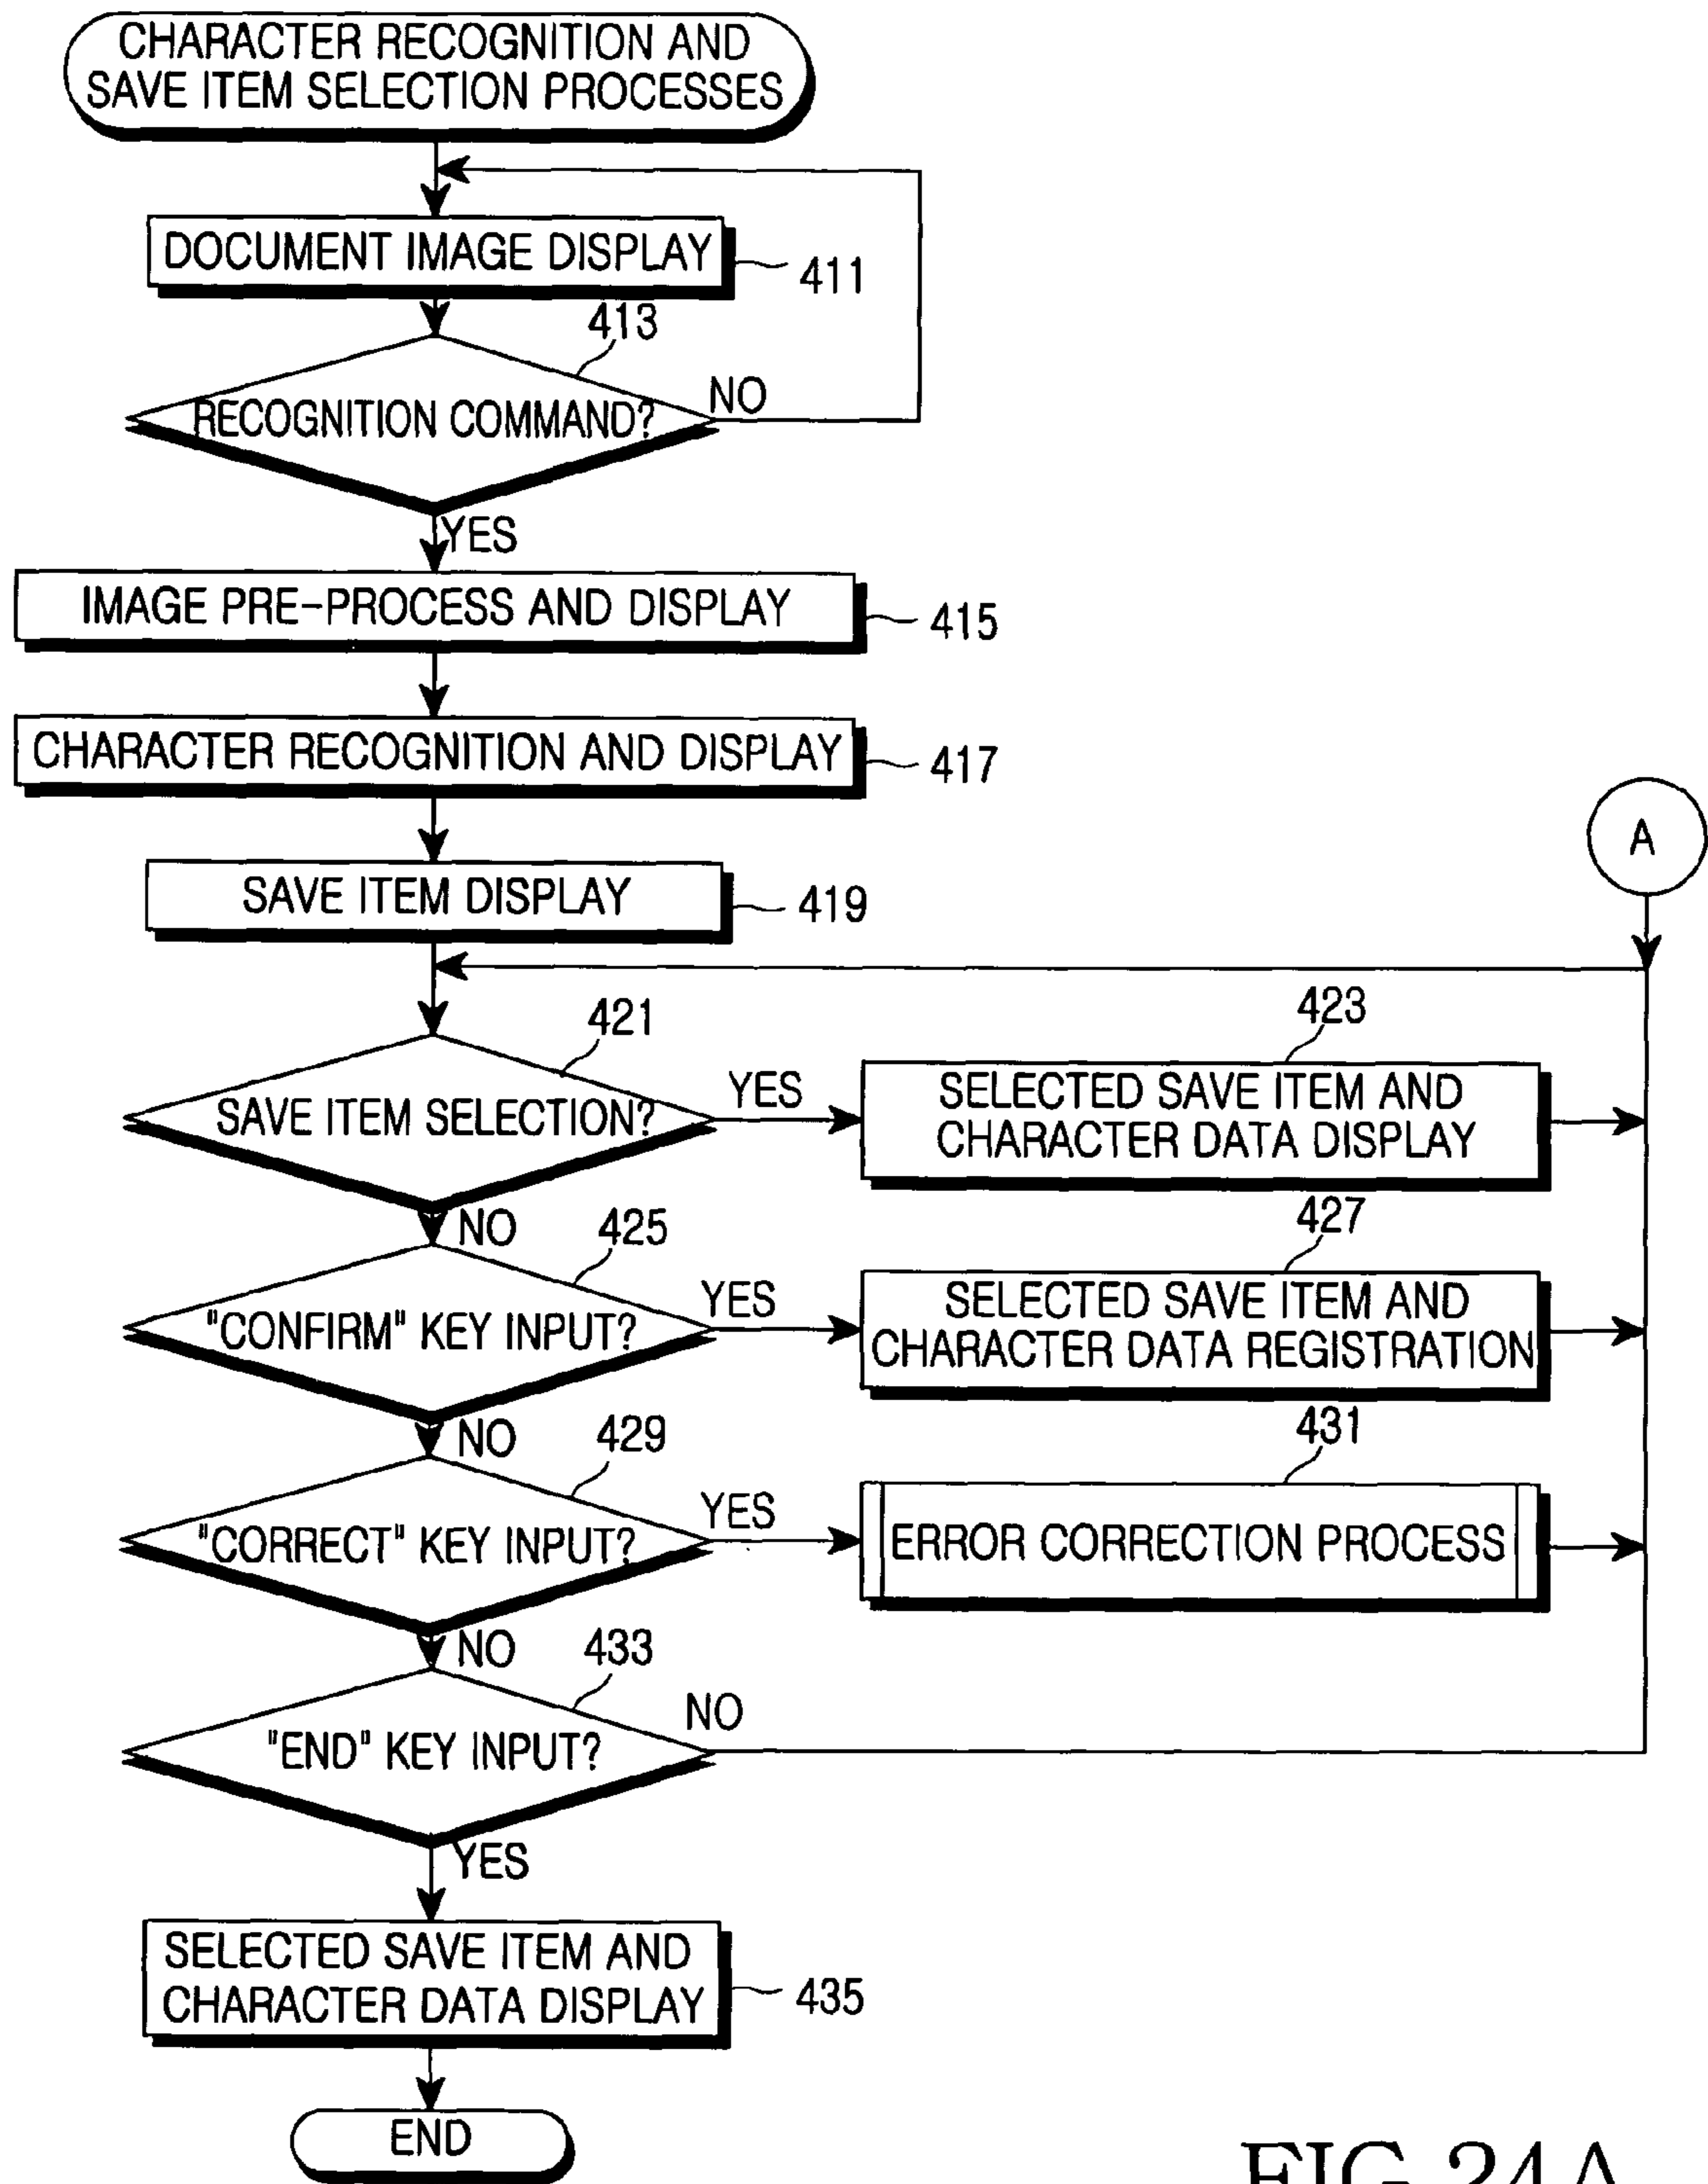 CHARACTER RECOGNITION AND
SAVE ITEM SELECTION PROCESSES
DOCUMENT IMAGE DISPLAY
411
413
RECOGNITION COMMAND?
NO
YES
IMAGE PRE-PROCESS AND DISPLAY
415
CHARACTER RECOGNITION AND DISPLAY
417
A
SAVE ITEM DISPLAY
419
421
SAVE ITEM SELECTION?
YES
423
SELECTED SAVE ITEM AND
CHARACTER DATA DISPLAY
NO
425
"CONFIRM" KEY INPUT?
YES
427
SELECTED SAVE ITEM AND
CHARACTER DATA REGISTRATION
NO
429
"CORRECT" KEY INPUT?
YES
431
ERROR CORRECTION PROCESS
NO
433
"END" KEY INPUT?
NO
YES
SELECTED SAVE ITEM AND
CHARACTER DATA DISPLAY
435
END
FIG.24A